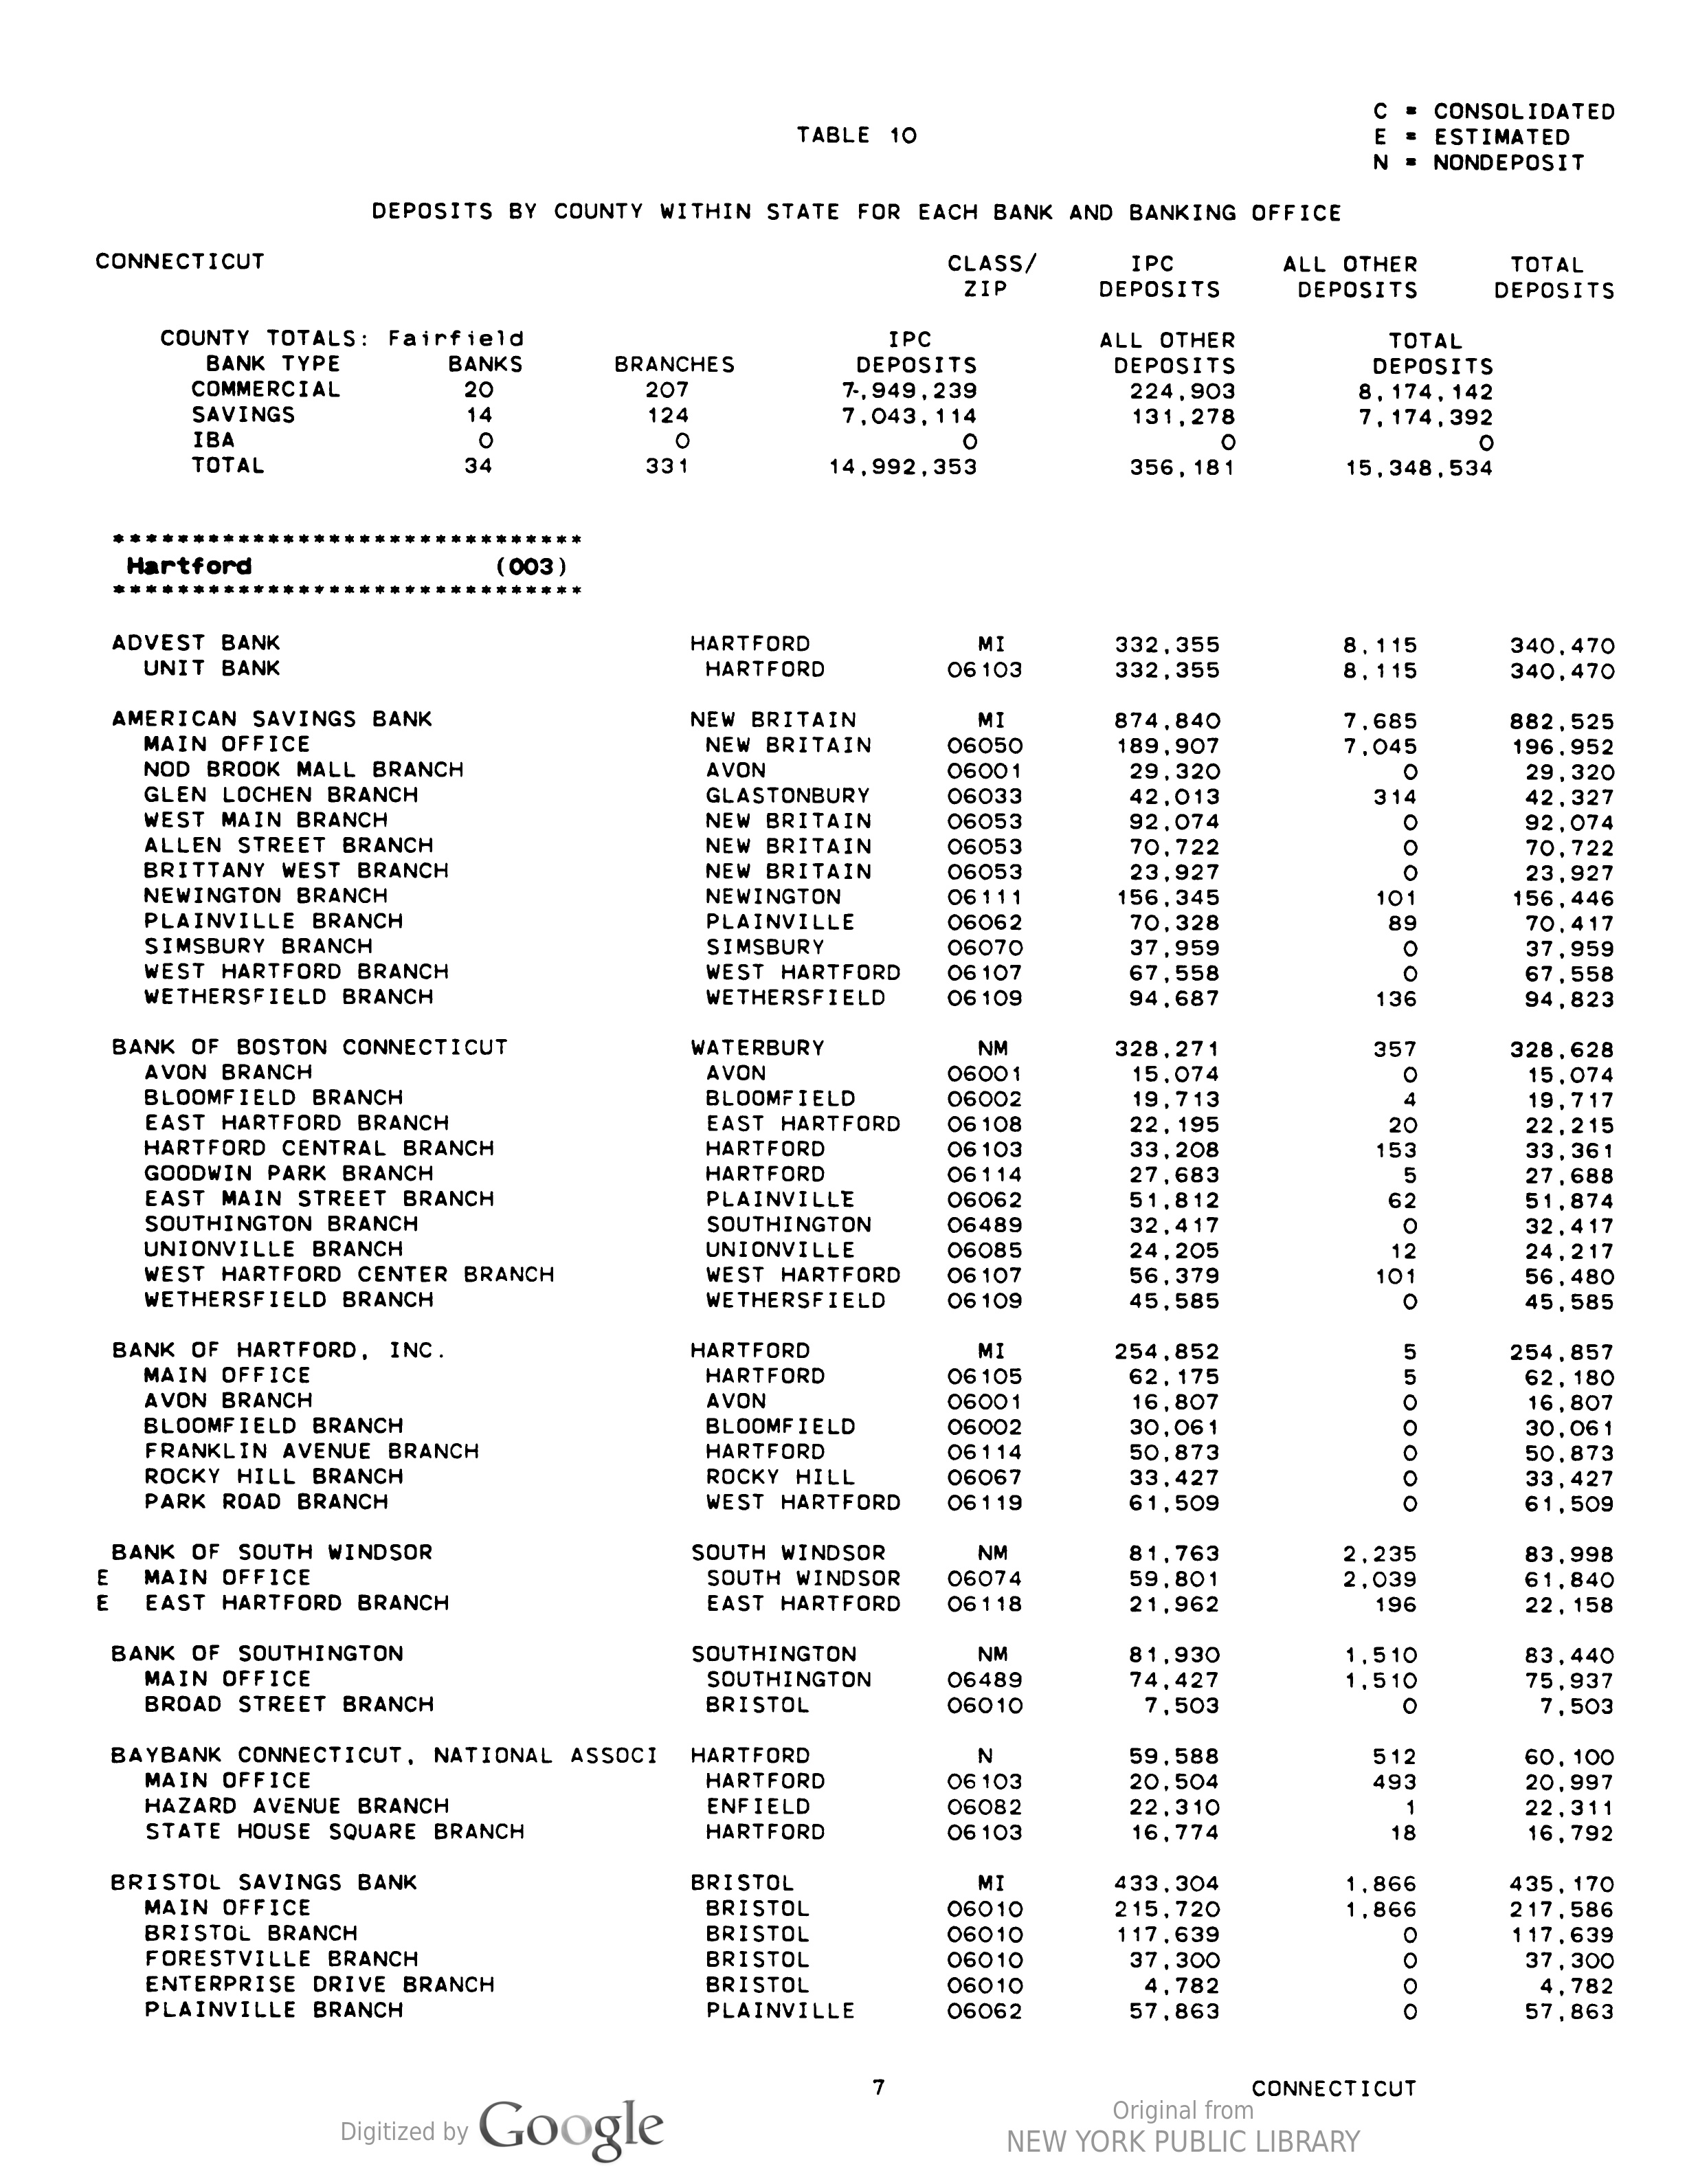 C = CONSOLIDATED
TABLE 10
E = ESTIMATED
N = NONDEPOSIT
DEPOSITS BY COUNTY WITHIN STATE FOR EACH BANK AND BANKING OFFICE
CONNECTICUT CLASS/ IPC ALL OTHER TOTAL
ZIP DEPOSITS DEPOSITS DEPOSITS
COUNTY TOTALS: Fairfield IPC ALL OTHER TOTAL
BANK TYPE BANKS BRANCHES DEPOSITS DEPOSITS DEPOSITS
COMMERCIAL 20 207 7,949,239 224,903 8,174,142
SAVINGS 14 124 7,043,114 131,278 7,174,392
IBA 0 0 0 0 0
TOTAL 34 331 14,992,353 356,181 15,348,534
*******************************
Hartford (003)
*******************************
ADVEST BANK HARTFORD MI 332,355 8,115 340,470
UNIT BANK HARTFORD 06103 332,355 8,115 340,470
AMERICAN SAVINGS BANK NEW BRITAIN MI 874,840 7,685 882,525
MAIN OFFICE NEW BRITAIN 06050 189,907 7,045 196,952
NOD BROOK MALL BRANCH AVON 06001 29,320 0 29,320
GLEN LOCHEN BRANCH GLASTONBURY 06033 42,013 314 42,327
WEST MAIN BRANCH NEW BRITAIN 06053 92,074 0 92,074
ALLEN STREET BRANCH NEW BRITAIN 06053 70,722 0 70,722
BRITTANY WEST BRANCH NEW BRITAIN 06053 23,927 0 23,927
NEWINGTON BRANCH NEWINGTON 06111 156,345 101 156,446
PLAINVILLE BRANCH PLAINVILLE 06062 70,328 89 70,417
SIMSBURY BRANCH SIMSBURY 06070 37,959 0 37,959
WEST HARTFORD BRANCH WEST HARTFORD 06107 67,558 0 67,558
WETHERSFIELD BRANCH WETHERSFIELD 06109 94,687 136 94,823
BANK OF BOSTON CONNECTICUT WATERBURY NM 328,271 357 328,628
AVON BRANCH AVON 06001 15,074 0 15,074
BLOOMFIELD BRANCH BLOOMFIELD 06002 19,713 4 19,717
EAST HARTFORD BRANCH EAST HARTFORD 06108 22,195 20 22,215
HARTFORD CENTRAL BRANCH HARTFORD 06103 33,208 153 33,361
GOODWIN PARK BRANCH HARTFORD 06114 27,683 5 27,688
EAST MAIN STREET BRANCH PLAINVILLE 06062 51,812 62 51,874
SOUTHINGTON BRANCH SOUTHINGTON 06489 32,417 0 32,417
UNIONVILLE BRANCH UNIONVILLE 06085 24,205 12 24,217
WEST HARTFORD CENTER BRANCH WEST HARTFORD 06107 56,379 101 56,480
WETHERSFIELD BRANCH WETHERSFIELD 06109 45,585 0 45,585
BANK OF HARTFORD, INC. HARTFORD MI 254,852 5 254,857
MAIN OFFICE HARTFORD 06105 62,175 5 62,180
AVON BRANCH AVON 06001 16,807 0 16,807
BLOOMFIELD BRANCH BLOOMFIELD 06002 30,061 0 30,061
FRANKLIN AVENUE BRANCH HARTFORD 06114 50,873 0 50,873
ROCKY HILL BRANCH ROCKY HILL 06067 33,427 0 33,427
PARK ROAD BRANCH WEST HARTFORD 06119 61,509 0 61,509
BANK OF SOUTH WINDSOR SOUTH WINDSOR NM 81,763 2,235 83,998
E MAIN OFFICE SOUTH WINDSOR 06074 59,801 2,039 61,840
E EAST HARTFORD BRANCH EAST HARTFORD 06118 21,962 196 22,158
BANK OF SOUTHINGTON SOUTHINGTON NM 81,930 1,510 83,440
MAIN OFFICE SOUTHINGTON 06489 74,427 1,510 75,937
BROAD STREET BRANCH BRISTOL 06010 7,503 0 7,503
BAYBANK CONNECTICUT, NATIONAL ASSOCI HARTFORD N 59,588 512 60,100
MAIN OFFICE HARTFORD 06103 20,504 493 20,997
HAZARD AVENUE BRANCH ENFIELD 06082 22,310 1 22,311
STATE HOUSE SQUARE BRANCH HARTFORD 06103 16,774 18 16,792
BRISTOL SAVINGS BANK BRISTOL MI 433,304 1,866 435,170
MAIN OFFICE BRISTOL 06010 215,720 1,866 217,586
BRISTOL BRANCH BRISTOL 06010 117,639 0 117,639
FORESTVILLE BRANCH BRISTOL 06010 37,300 0 37,300
ENTERPRISE DRIVE BRANCH BRISTOL 06010 4,782 0 4,782
PLAINVILLE BRANCH PLAINVILLE 06062 57,863 0 57,863
7 CONNECTICUT
Digitized by Google
Original from
NEW YORK PUBLIC LIBRARY